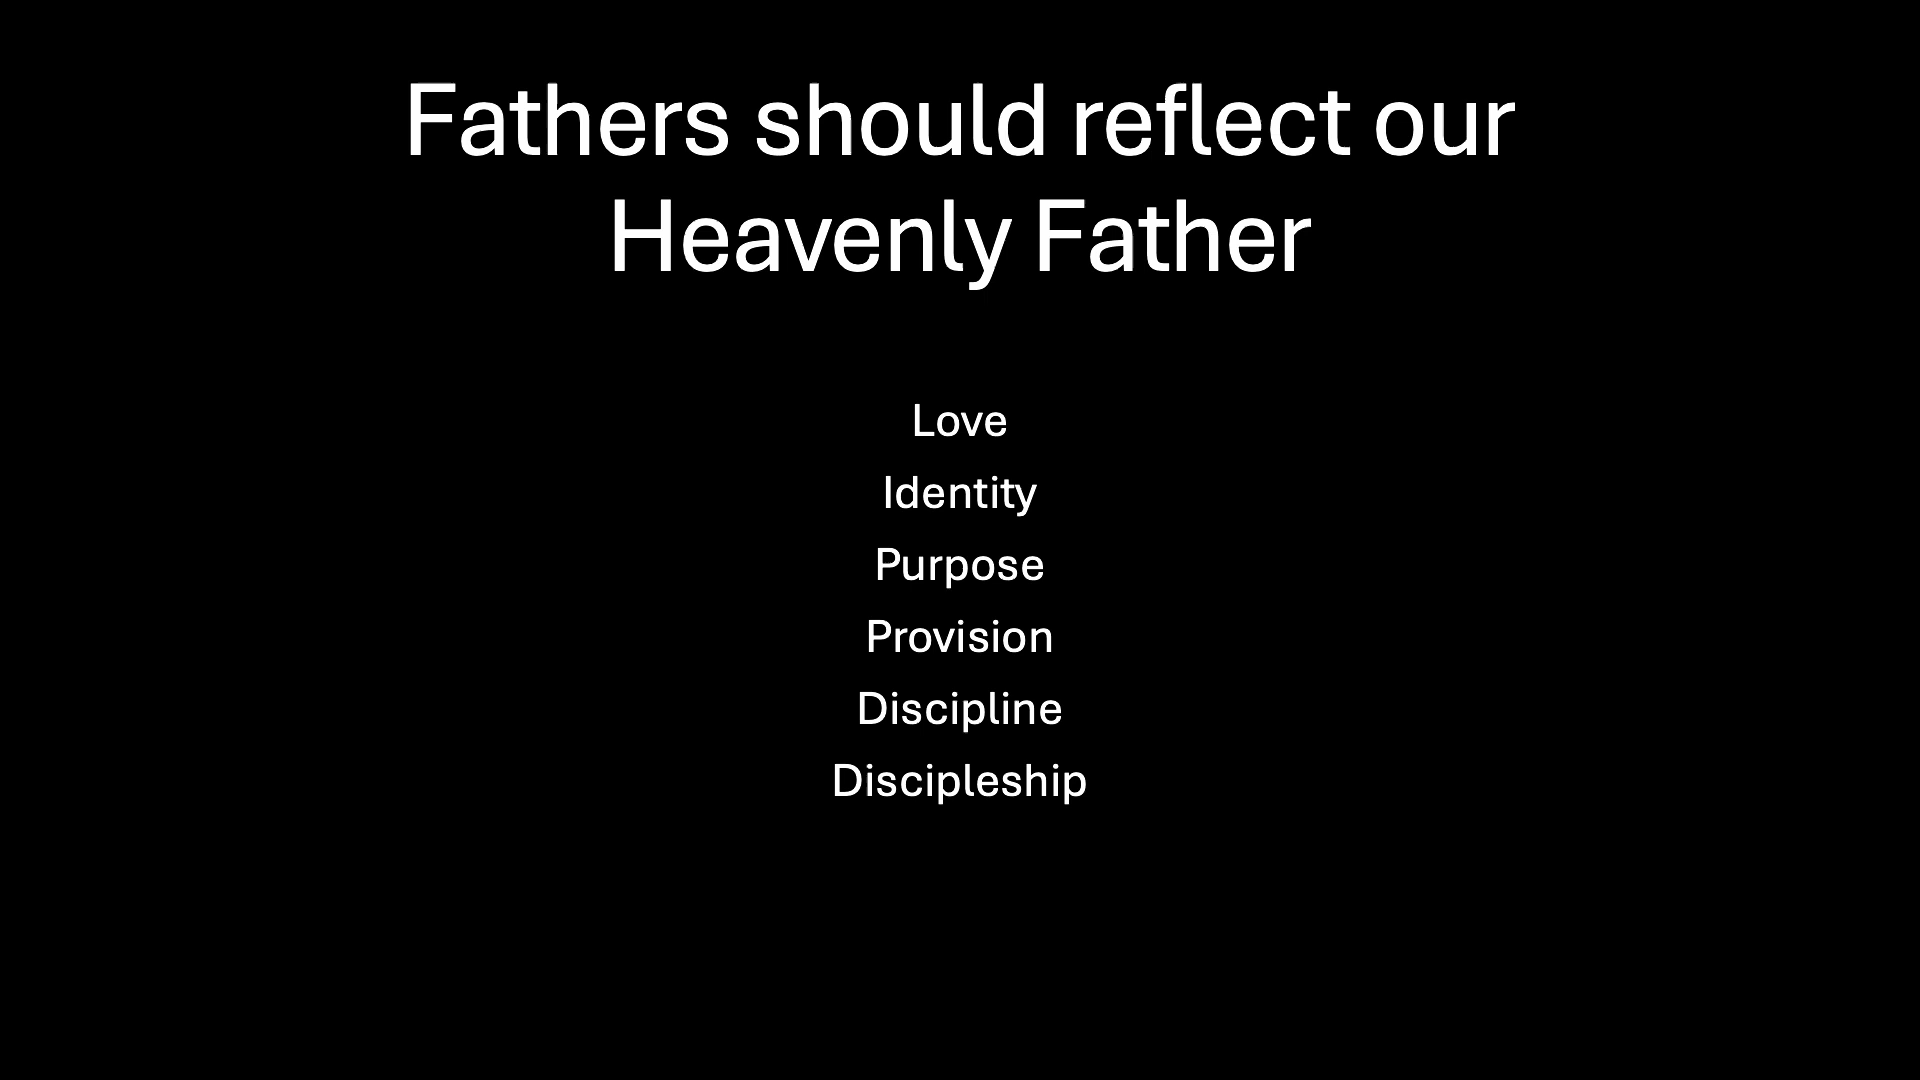 Fathers should reflect our
Heavenly Father
Love
Identity
Purpose
Provision
Discipline
Discipleship